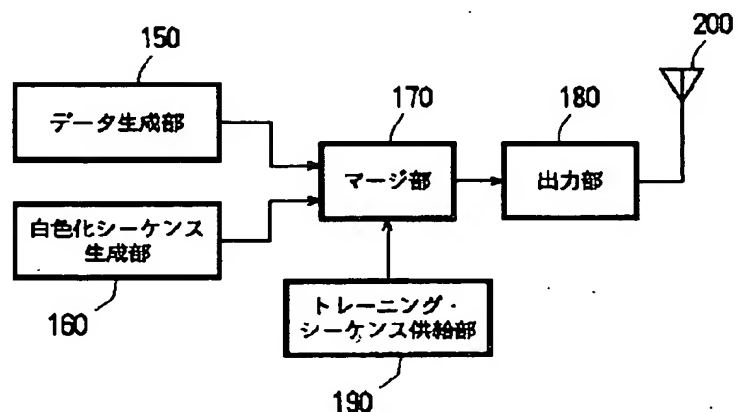 150
データ生成部
170
マージ部
180
出力部
200
白色化シーケンス
生成部
160
トレーニング・
シーケンス供給部
190